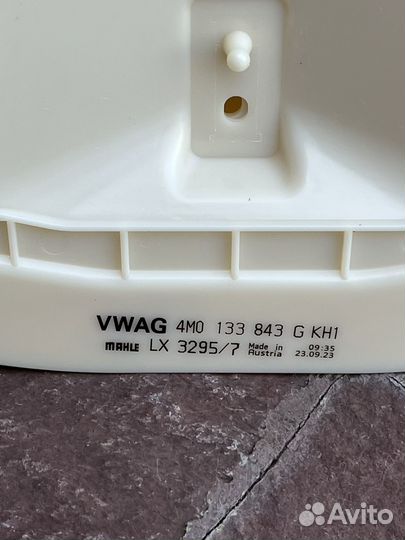 VWAG 4M0 133 843 G KH1
MAHLE LX 3295/7 Made in Austria 09:35 23.09.23
Avito